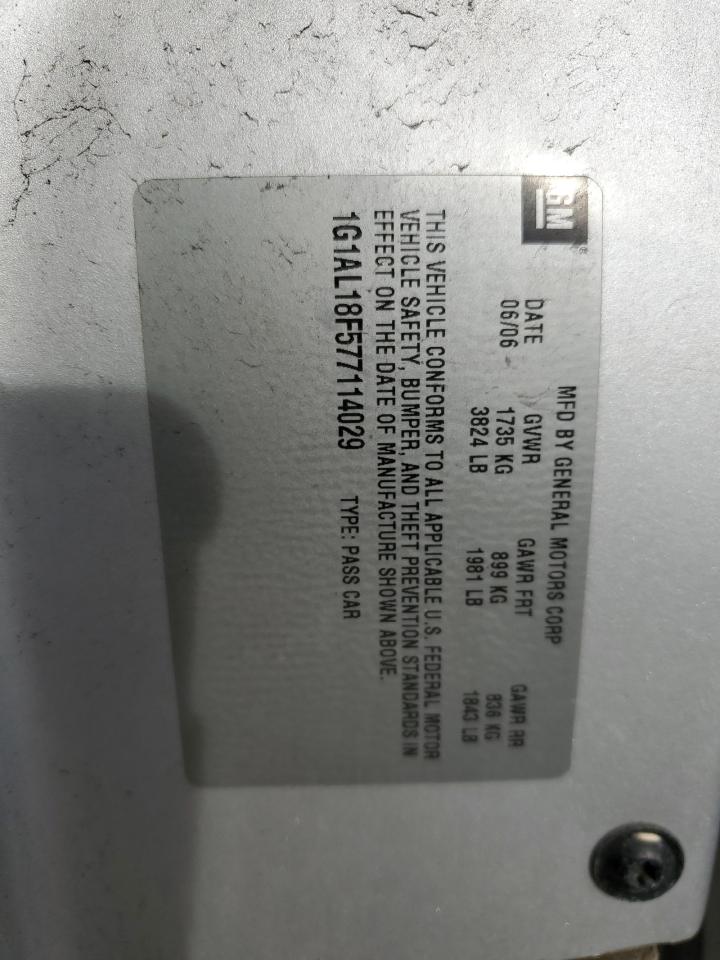 GM®
MFD BY GENERAL MOTORS CORP
DATE GVWR GAWR FRT GAWR RR
06/06 1735 KG 899 KG 836 KG
3824 LB 1981 LB 1843 LB
THIS VEHICLE CONFORMS TO ALL APPLICABLE U.S. FEDERAL MOTOR
VEHICLE SAFETY, BUMPER, AND THEFT PREVENTION STANDARDS IN
EFFECT ON THE DATE OF MANUFACTURE SHOWN ABOVE.
1G1AL18F577114029 TYPE: PASS CAR